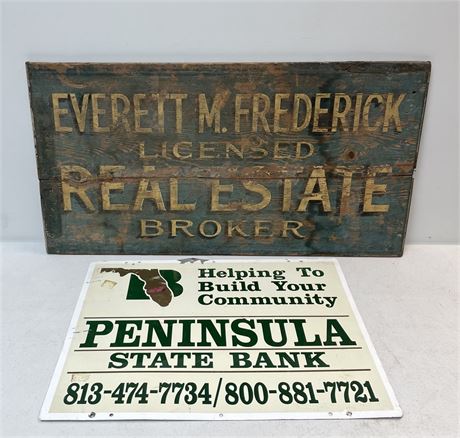 EVERETT M. FREDERICK
LICENSED
REAL ESTATE
BROKER
B Helping To
Build Your
Community
PENINSULA
STATE BANK
813-474-7734/800-881-7721